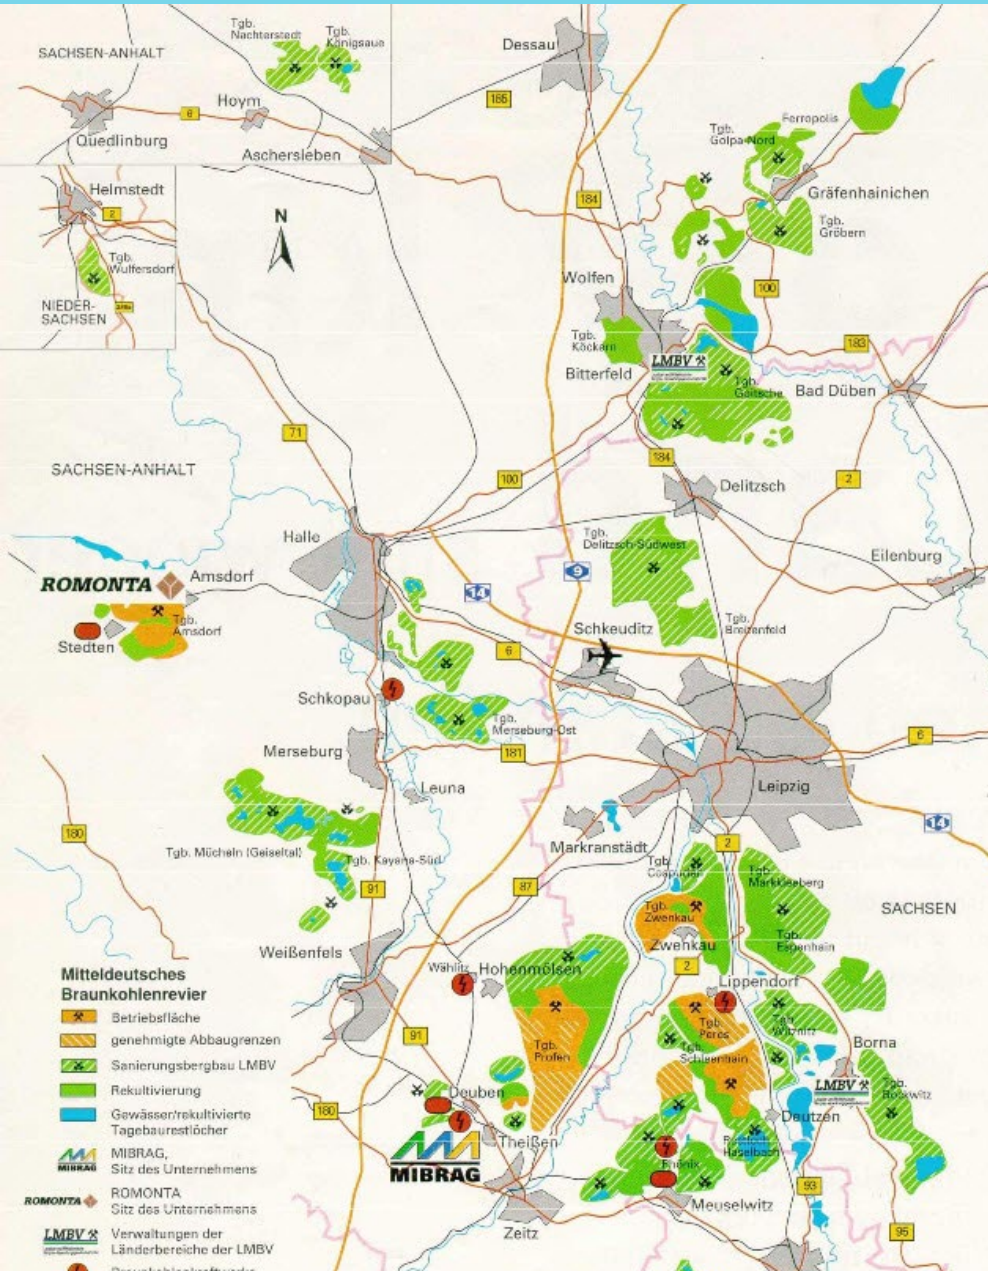 Tgb.
Nachterstedt
Tgb.
Königsaue
SACHSEN-ANHALT
Hoym
6
Quedlinburg
Aschersleben
Helmstedt
2
Tgb.
Wulfersdorf
NIEDER-
SACHSEN
N
Dessau
185
184
Ferropolis
Tgb.
Golpa-Nord
Gräfenhainichen
Tgb.
Gröbern
Wolfen
100
Tgb.
Köckern
LMBV
183
Bitterfeld
Tgb.
Goitsche
Bad Düben
71
184
SACHSEN-ANHALT
100
2
Delitzsch
Halle
Tgb.
Delitzsch-Südwest
Eilenburg
9
14
ROMONTA
Amsdorf
Tgb.
Amsdorf
Stedten
Tgb.
Breitenfeld
Schkeuditz
6
Schkopau
Tgb.
Merseburg-Ost
Merseburg
181
6
Leuna
Leipzig
14
180
Markranstädt
2
Tgb. Mücheln (Geiseltal)
Tgb. Kayana-Süd
91
87
Tgb.
Cospuden
Tgb.
Markkleeberg
Tgb.
Zwenkau
SACHSEN
Zwenkau
Tgb.
Espenhain
Weißenfels
2
Wählitz
Hohenmölsen
Lippendorf
Mitteldeutsches
Braunkohlenrevier
Betriebsfläche
genehmigte Abbaugrenzen
Sanierungsbergbau LMBV
Rekultivierung
Gewässer/rekultivierte
Tagebaurestlöcher
MIBRAG
MIBRAG,
Sitz des Unternehmens
ROMONTA
ROMONTA
Sitz des Unternehmens
LMBV
Verwaltungen der
Länderbereiche der LMBV
Braunkohlenkraftwerke
91
Tgb.
Peres
Tgb.
Witznitz
Tgb.
Profen
Tgb.
Schleenhain
Borna
LMBV
Tgb.
Bockwitz
180
Deuben
Deutzen
Theißen
Haselbach
MIBRAG
Phönix
93
Meuselwitz
Zeitz
95